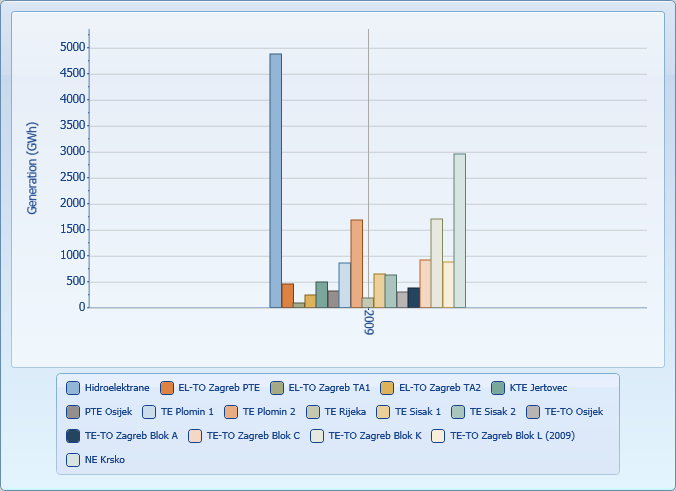 5000
4500
4000
3500
3000
2500
2000
1500
1000
500
0
Generation (GWh)
2009
Hidroelektrane EL-TO Zagreb PTE EL-TO Zagreb TA1 EL-TO Zagreb TA2 KTE Jertovec
PTE Osijek TE Plomin 1 TE Plomin 2 TE Rijeka TE Sisak 1 TE Sisak 2 TE-TO Osijek
TE-TO Zagreb Blok A TE-TO Zagreb Blok C TE-TO Zagreb Blok K TE-TO Zagreb Blok L (2009)
NE Krsko